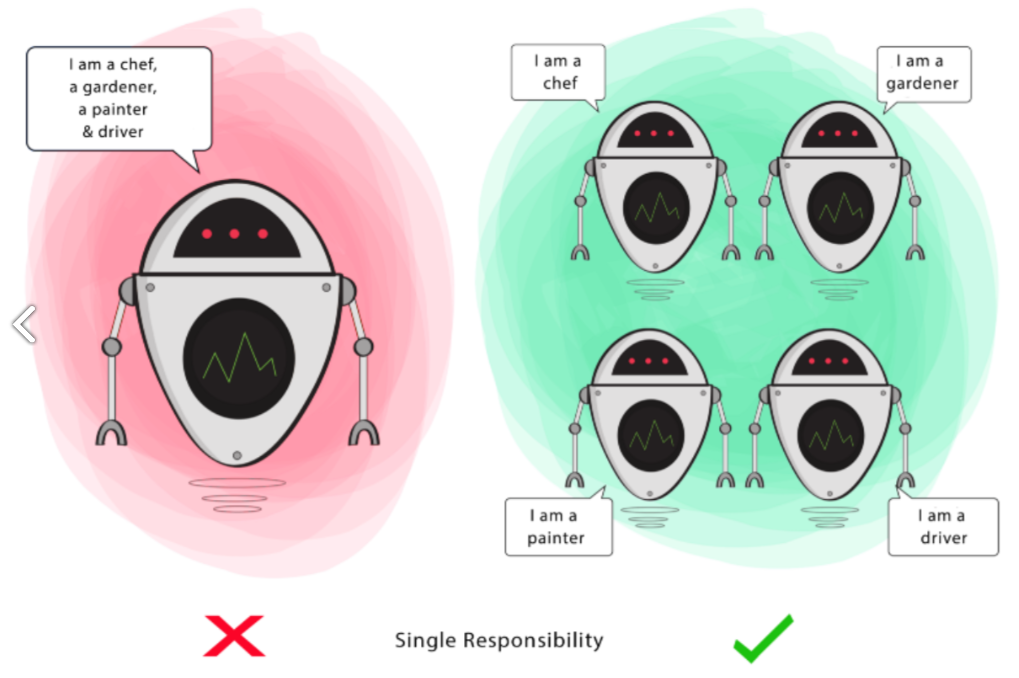 I am a chef,
a gardener,
a painter
& driver
I am a
chef
I am a
gardener
I am a
painter
I am a
driver
Single Responsibility